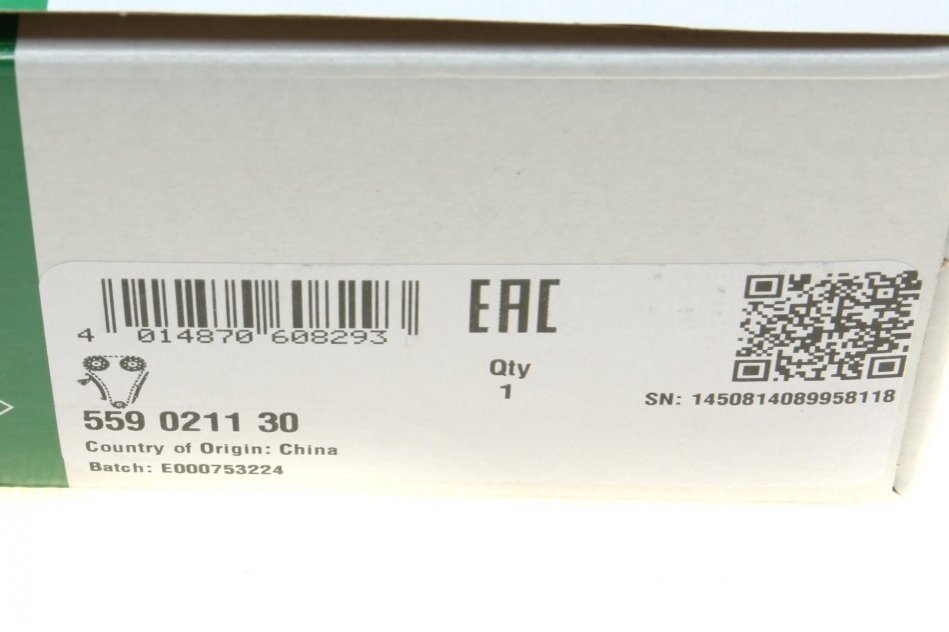 4 014870 608293
EAC
Qty
1
SN: 1450814089958118
559 0211 30
Country of Origin: China
Batch: E000753224